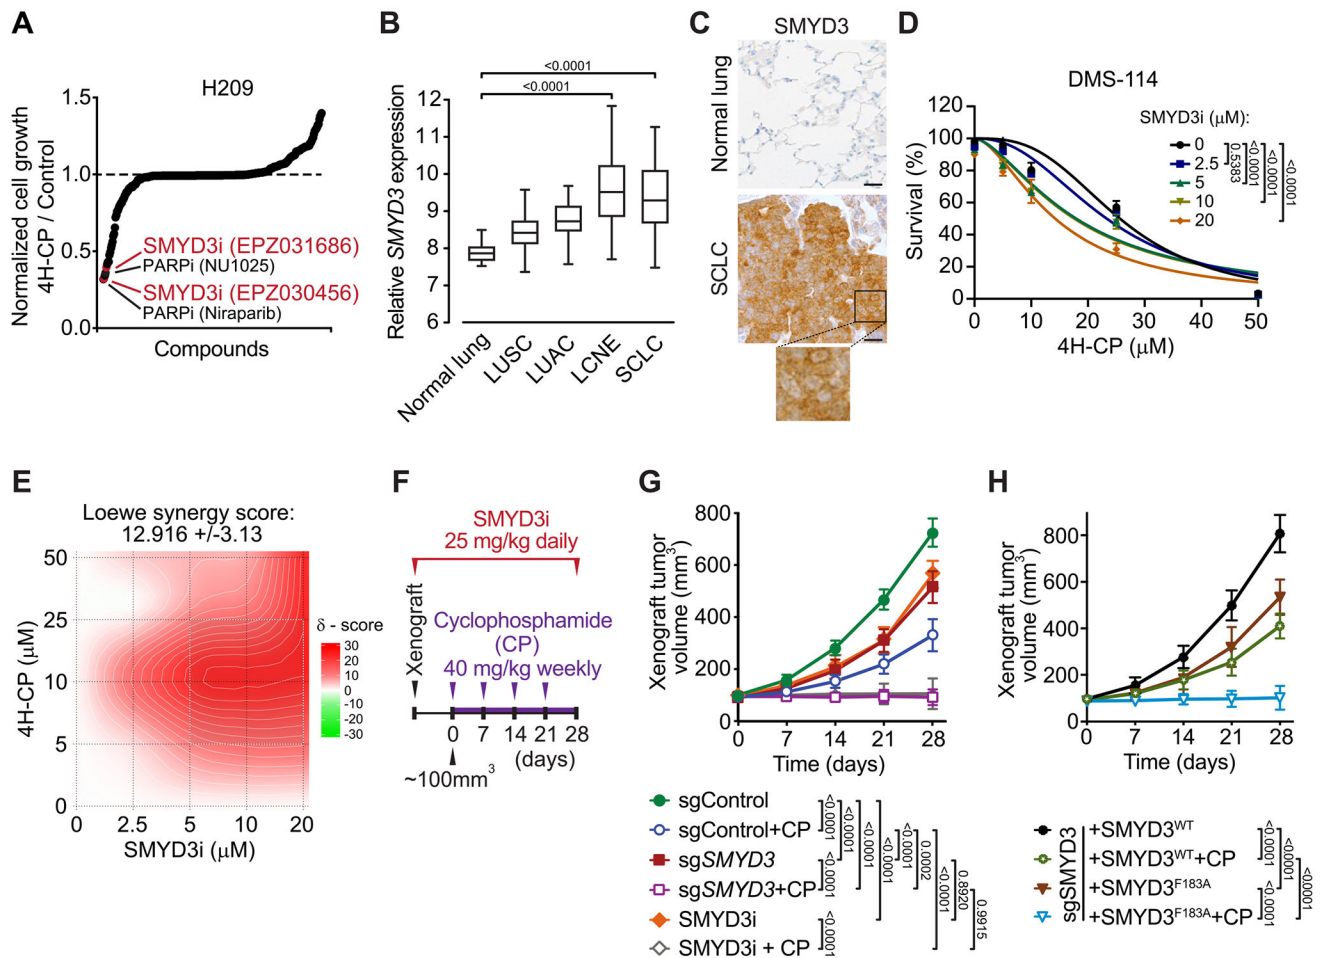 A
H209
Normalized cell growth
4H-CP / Control
1.5
1.0
0.5
0.0
SMYD3i (EPZ031686)
PARPi (NU1025)
SMYD3i (EPZ030456)
PARPi (Niraparib)
Compounds
B
Relative SMYD3 expression
<0.0001
<0.0001
12
10
9
8
7
6
Normal lung
LUSC
LUAC
LCNE
SCLC
C
SMYD3
Normal lung
SCLC
D
DMS-114
Survival (%)
120
100
80
60
40
20
0
0
10
20
30
40
50
4H-CP (μM)
SMYD3i (μM):
0
2.5
5
10
20
0.5383
<0.0001
<0.0001
<0.0001
E
Loewe synergy score:
12.916 +/-3.13
4H-CP (μM)
50
25
10
5
0
0
2.5
5
10
20
SMYD3i (μM)
δ - score
30
20
10
0
-10
-20
-30
F
SMYD3i
25 mg/kg daily
Xenograft
Cyclophosphamide
(CP)
40 mg/kg weekly
0
7
14
21
28
(days)
~100mm³
G
Xenograft tumor
volume (mm³)
800
600
400
200
0
0
7
14
21
28
Time (days)
sgControl
sgControl+CP
sgSMYD3
sgSMYD3+CP
SMYD3i
SMYD3i + CP
<0.0001
<0.0001
<0.0001
<0.0001
<0.0001
<0.0001
<0.0001
0.0002
<0.0001
0.8920
0.9915
H
Xenograft tumor
volume (mm³)
800
600
400
200
0
0
7
14
21
28
Time (days)
sgSMYD3
+SMYD3ᵂᵀ
+SMYD3ᵂᵀ+CP
+SMYD3F183A
+SMYD3F183A+CP
<0.0001
<0.0001
<0.0001
<0.0001